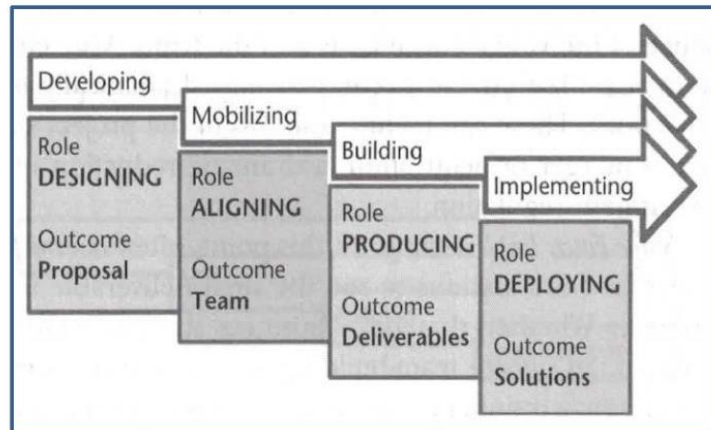 Developing
Role
DESIGNING
Outcome
Proposal
Mobilizing
Role
ALIGNING
Outcome
Team
Building
Role
PRODUCING
Outcome
Deliverables
Implementing
Role
DEPLOYING
Outcome
Solutions